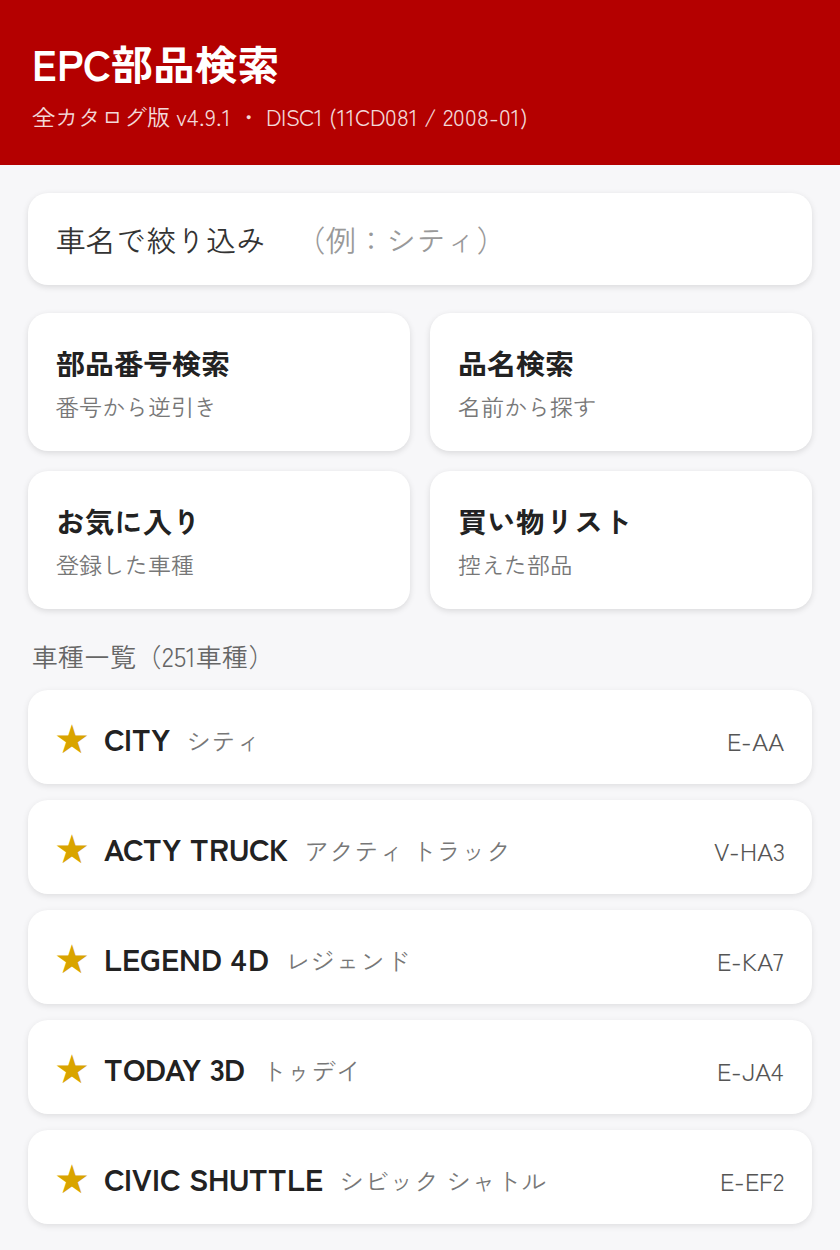 EPC部品検索
全カタログ版 v4.9.1 ・ DISC1 (11CD081 / 2008-01)
車名で絞り込み （例：シティ）
部品番号検索
番号から逆引き
品名検索
名前から探す
お気に入り
登録した車種
買い物リスト
控えた部品
車種一覧（251車種）
★ CITY シティ E-AA
★ ACTY TRUCK アクティ トラック V-HA3
★ LEGEND 4D レジェンド E-KA7
★ TODAY 3D トゥデイ E-JA4
★ CIVIC SHUTTLE シビック シャトル E-EF2